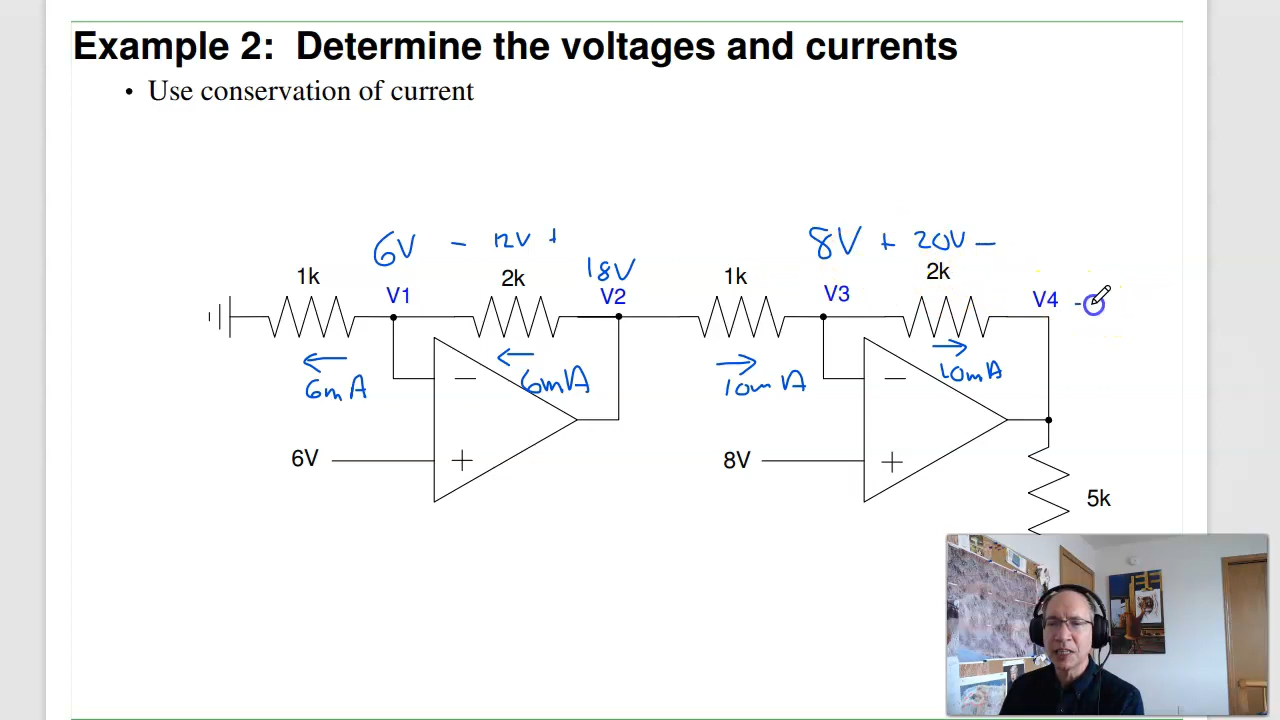 Example 2: Determine the voltages and currents
• Use conservation of current
6V - 12V + 18V 8V + 20V -
1k V1 2k V2 1k V3 2k V4 -
6mA 6mA 10mA 10mA
− −
6V + 8V + 5k